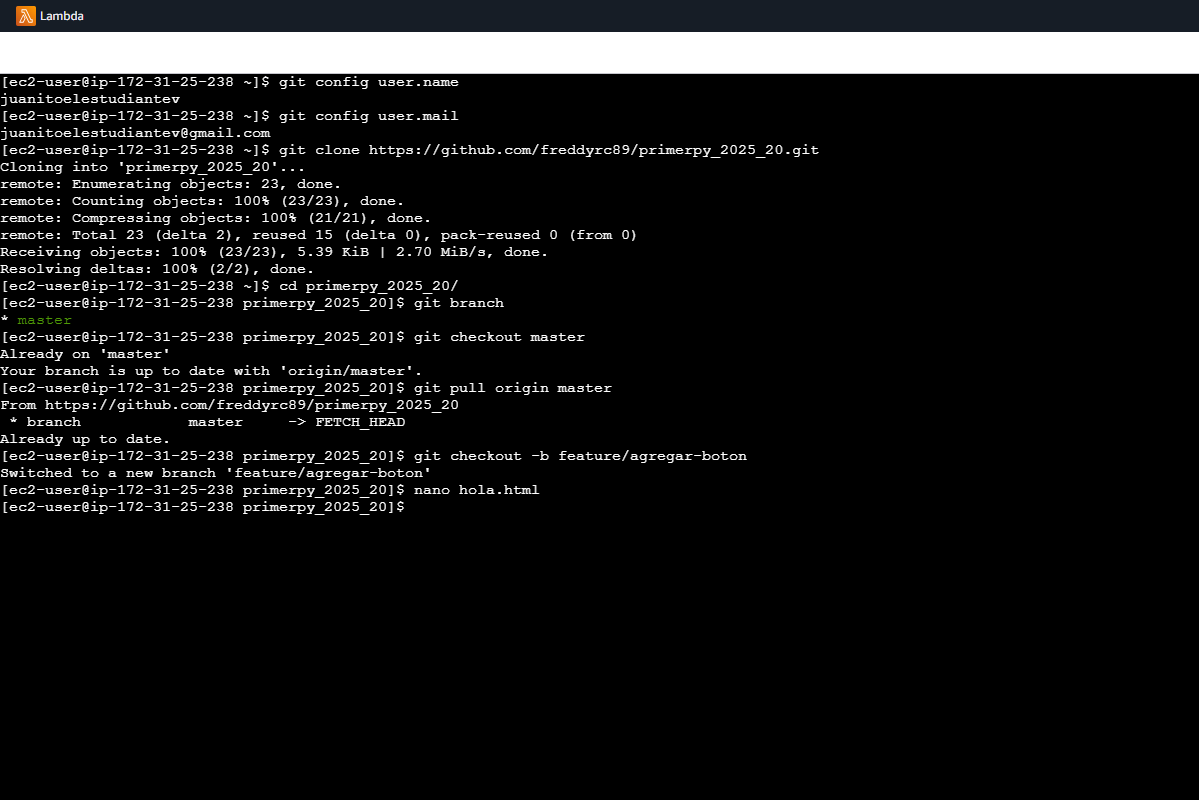 Lambda
[ec2-user@ip-172-31-25-238 ~]$ git config user.name
juanitoelestudiantev
[ec2-user@ip-172-31-25-238 ~]$ git config user.mail
juanitoelestudiantev@gmail.com
[ec2-user@ip-172-31-25-238 ~]$ git clone https://github.com/freddyrc89/primerpy_2025_20.git
Cloning into 'primerpy_2025_20'...
remote: Enumerating objects: 23, done.
remote: Counting objects: 100% (23/23), done.
remote: Compressing objects: 100% (21/21), done.
remote: Total 23 (delta 2), reused 15 (delta 0), pack-reused 0 (from 0)
Receiving objects: 100% (23/23), 5.39 KiB | 2.70 MiB/s, done.
Resolving deltas: 100% (2/2), done.
[ec2-user@ip-172-31-25-238 ~]$ cd primerpy_2025_20/
[ec2-user@ip-172-31-25-238 primerpy_2025_20]$ git branch
* master
[ec2-user@ip-172-31-25-238 primerpy_2025_20]$ git checkout master
Already on 'master'
Your branch is up to date with 'origin/master'.
[ec2-user@ip-172-31-25-238 primerpy_2025_20]$ git pull origin master
From https://github.com/freddyrc89/primerpy_2025_20
 * branch            master     -> FETCH_HEAD
Already up to date.
[ec2-user@ip-172-31-25-238 primerpy_2025_20]$ git checkout -b feature/agregar-boton
Switched to a new branch 'feature/agregar-boton'
[ec2-user@ip-172-31-25-238 primerpy_2025_20]$ nano hola.html
[ec2-user@ip-172-31-25-238 primerpy_2025_20]$